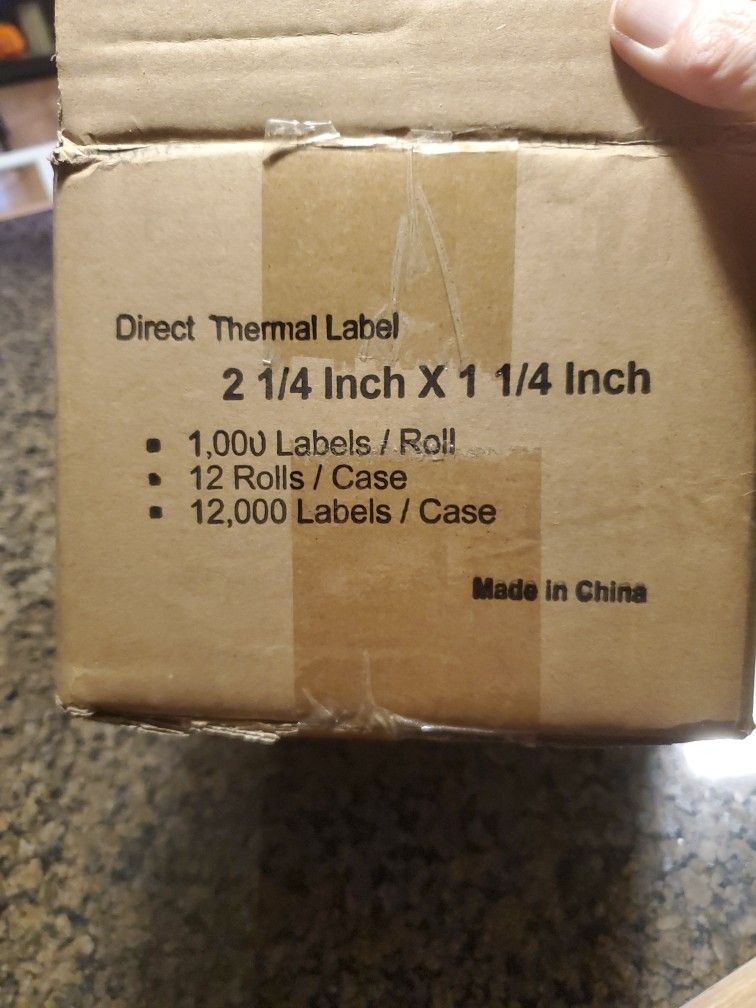 Direct Thermal Label
2 1/4 Inch X 1 1/4 Inch
▪ 1,000 Labels / Roll
▪ 12 Rolls / Case
▪ 12,000 Labels / Case
Made in China